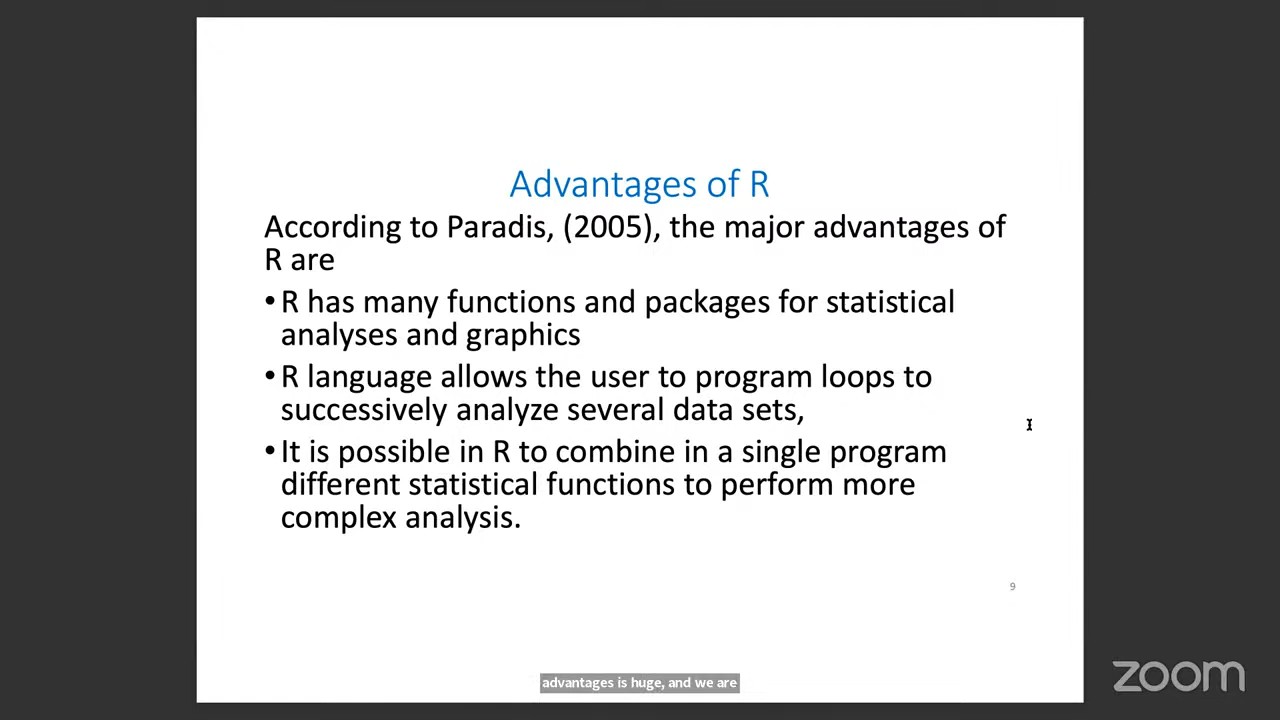 Advantages of R
According to Paradis, (2005), the major advantages of
R are
•R has many functions and packages for statistical
analyses and graphics
•R language allows the user to program loops to
successively analyze several data sets,
•It is possible in R to combine in a single program
different statistical functions to perform more
complex analysis.
9
advantages is huge, and we are
zoom